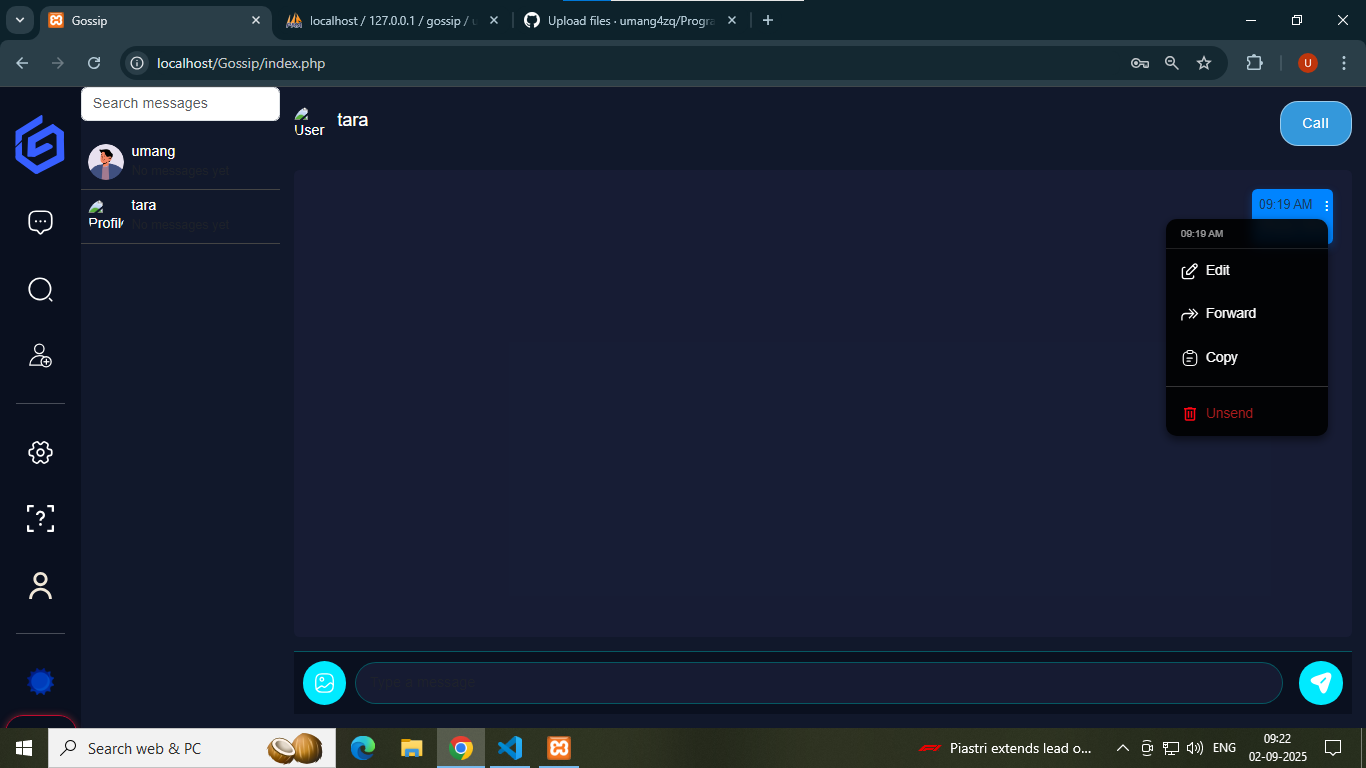 Gossip
localhost / 127.0.0.1 / gossip / u
Upload files · umang4zq/Progra
localhost/Gossip/index.php
U
Search messages
umang
No messages yet
Profil
tara
No messages yet
User
tara
Call
09:19 AM
09:19 AM
Edit
Forward
Copy
Unsend
Type a message
Search web & PC
Piastri extends lead o...
ENG
09:22
02-09-2025